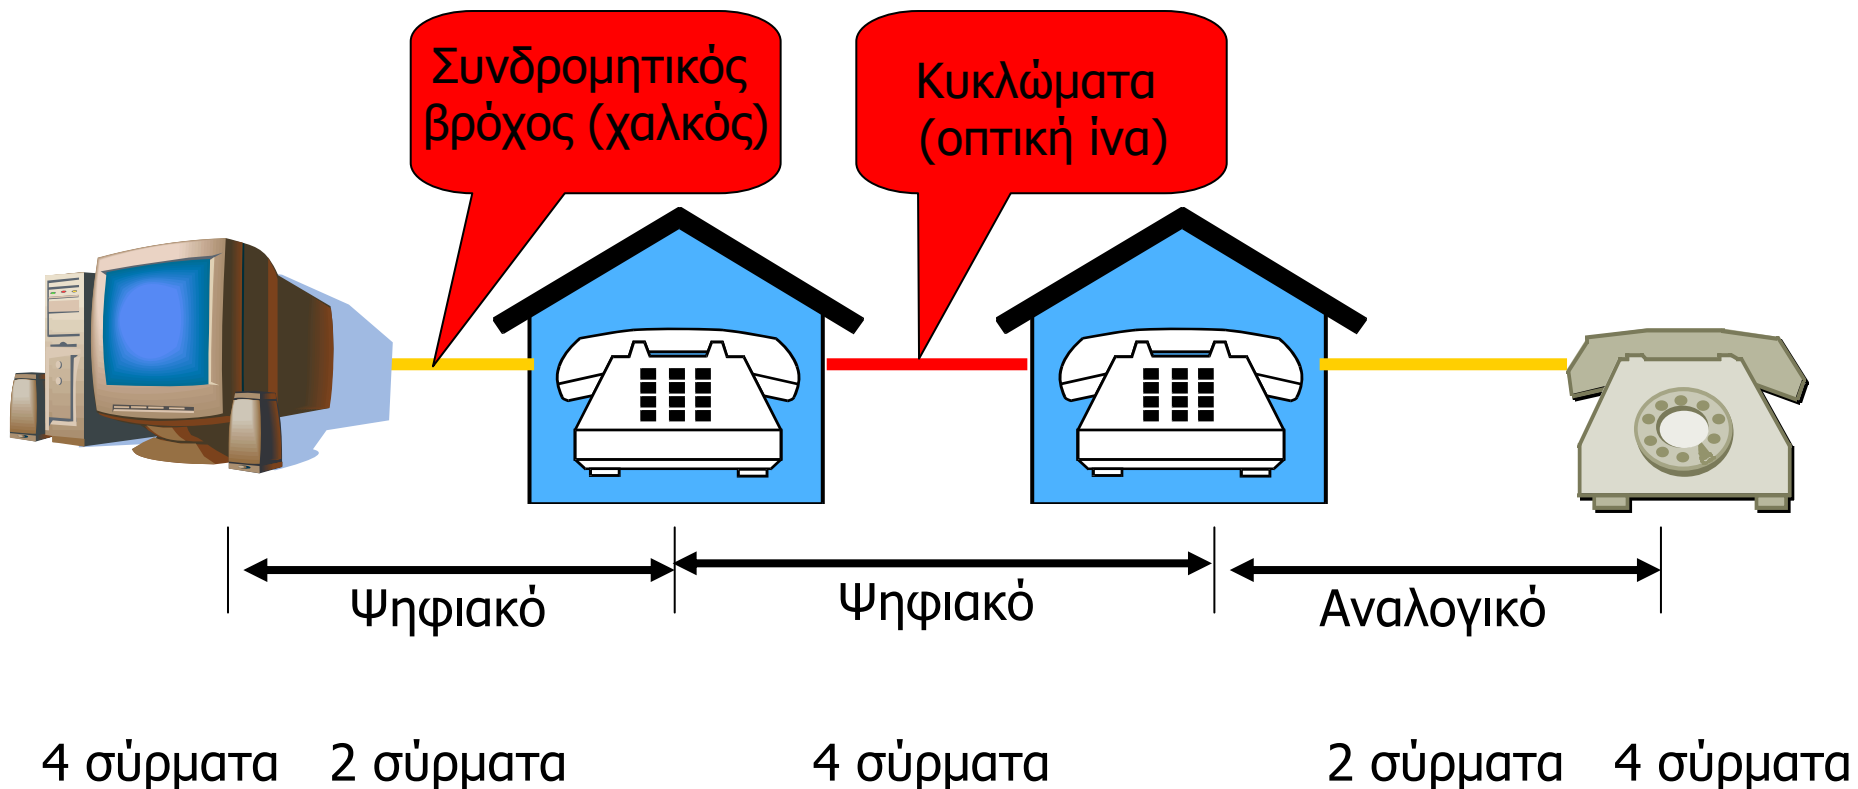 Συνδρομητικός
βρόχος (χαλκός)
Κυκλώματα
(οπτική ίνα)
Ψηφιακό
Ψηφιακό
Αναλογικό
4 σύρματα 2 σύρματα 4 σύρματα 2 σύρματα 4 σύρματα